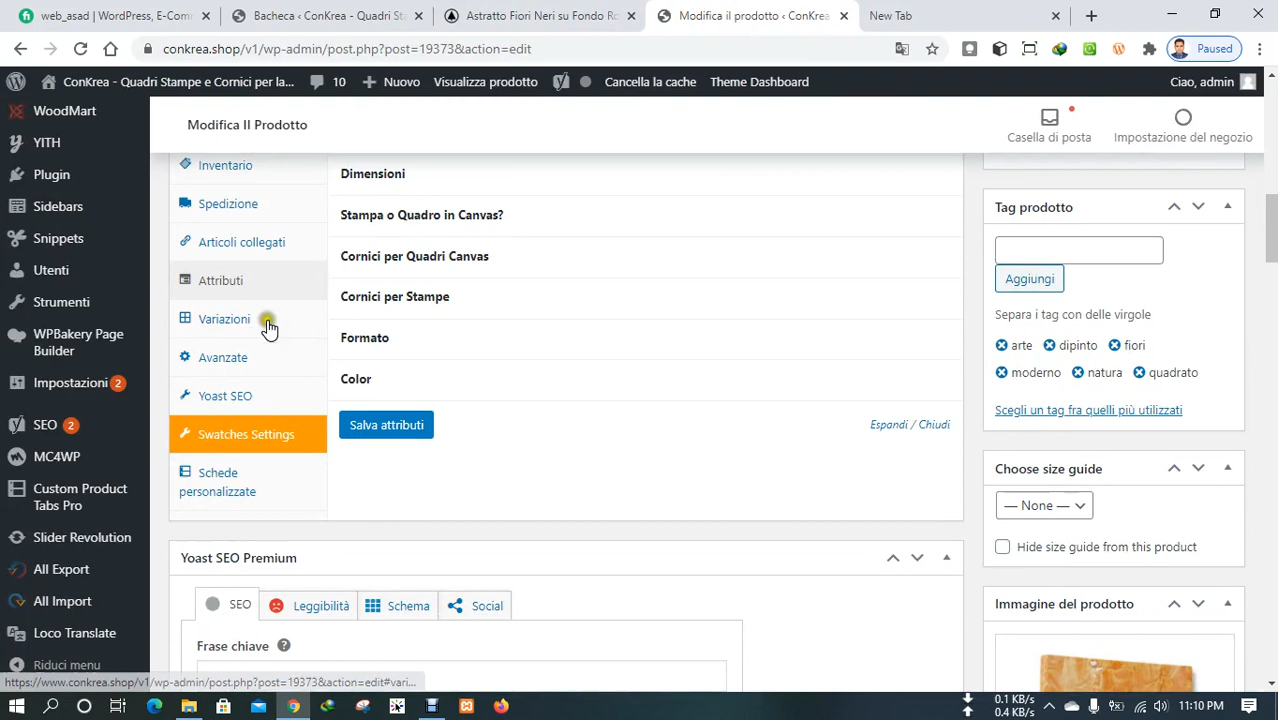 web_asad | WordPress, E-Com
Bacheca ‹ ConKrea - Quadri Sta
Astratto Fiori Neri su Fondo Ro
Modifica il prodotto ‹ ConKrea
New Tab
conkrea.shop/v1/wp-admin/post.php?post=19373&action=edit
Paused
ConKrea - Quadri Stampe e Cornici per la...
10
Nuovo
Visualizza prodotto
Cancella la cache
Theme Dashboard
Ciao, admin
WoodMart
YITH
Plugin
Sidebars
Snippets
Utenti
Strumenti
WPBakery Page
Builder
Impostazioni 2
SEO 2
MC4WP
Custom Product
Tabs Pro
Slider Revolution
All Export
All Import
Loco Translate
Riduci menu
Modifica Il Prodotto
Casella di posta
Impostazione del negozio
Inventario
Spedizione
Articoli collegati
Attributi
Variazioni
Avanzate
Yoast SEO
Swatches Settings
Schede
personalizzate
Dimensioni
Stampa o Quadro in Canvas?
Cornici per Quadri Canvas
Cornici per Stampe
Formato
Color
Salva attributi
Espandi / Chiudi
Yoast SEO Premium
SEO
Leggibilità
Schema
Social
Frase chiave
Tag prodotto
Aggiungi
Separa i tag con delle virgole
arte dipinto fiori
moderno natura quadrato
Scegli un tag fra quelli più utilizzati
Choose size guide
— None —
Hide size guide from this product
Immagine del prodotto
https://www.conkrea.shop/v1/wp-admin/post.php?post=19373&action=edit#vari...
0.1 KB/s
0.4 KB/s
11:10 PM